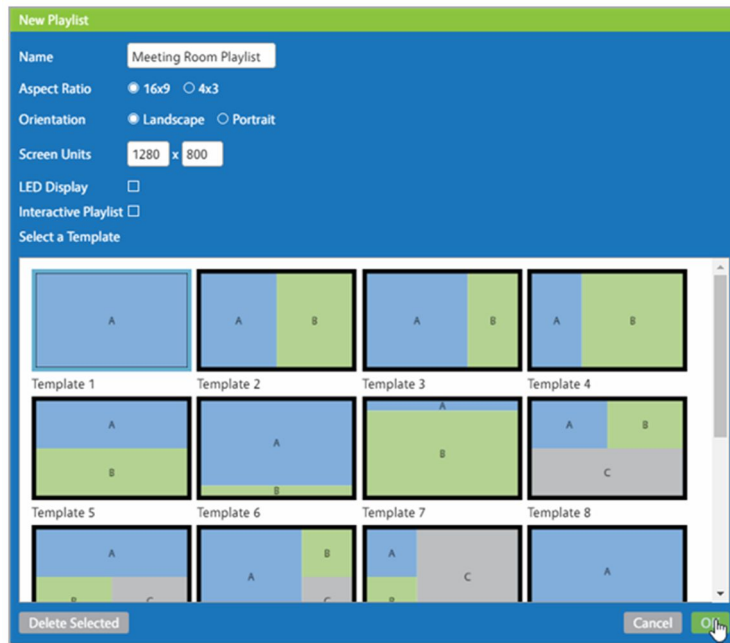 New Playlist
Name Meeting Room Playlist
Aspect Ratio 16x9 4x3
Orientation Landscape Portrait
Screen Units 1280 x 800
LED Display
Interactive Playlist
Select a Template
A A B A B A B
Template 1 Template 2 Template 3 Template 4
A A A A B
B B B C
Template 5 Template 6 Template 7 Template 8
A A B A C A
B C C B
Delete Selected Cancel OK